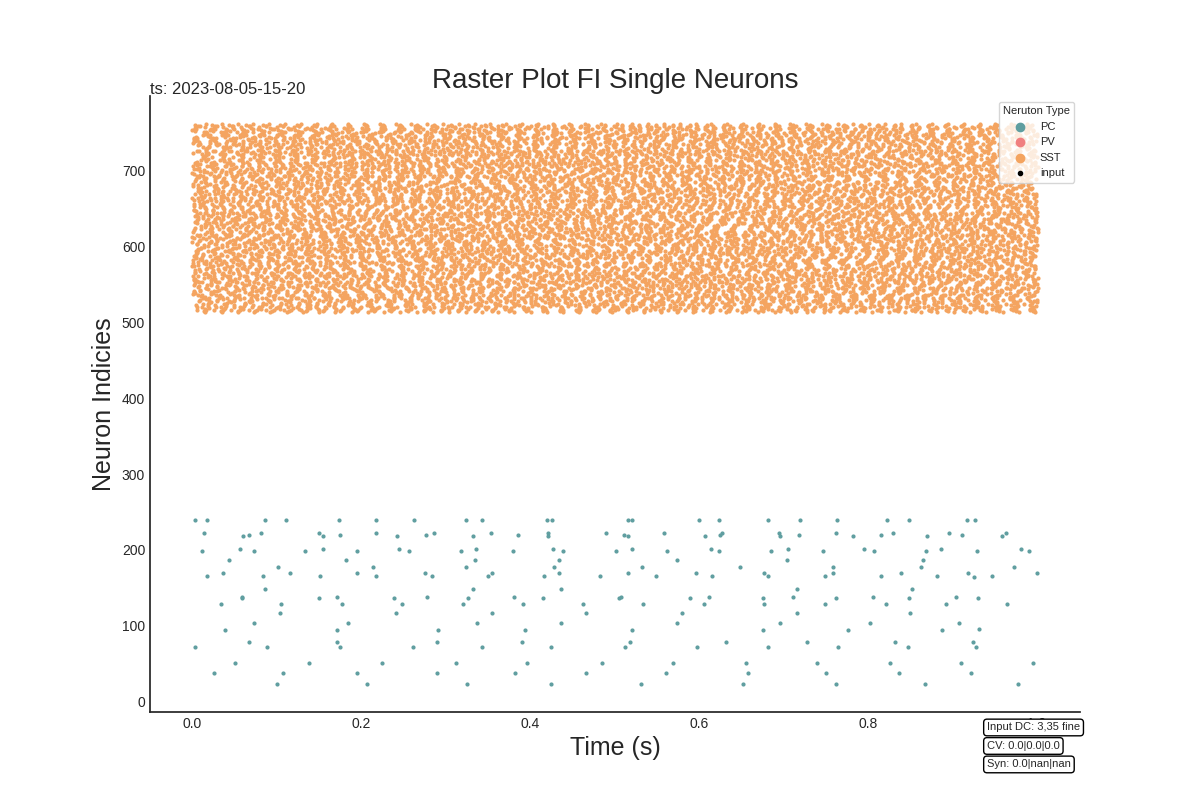 Raster Plot FI Single Neurons
ts: 2023-08-05-15-20
Neruton Type
PC
PV
SST
input
Neuron Indicies
700
600
500
400
300
200
100
0
0.0 0.2 0.4 0.6 0.8
Time (s)
Input DC: 3,35 fine
CV: 0.0|0.0|0.0
Syn: 0.0|nan|nan